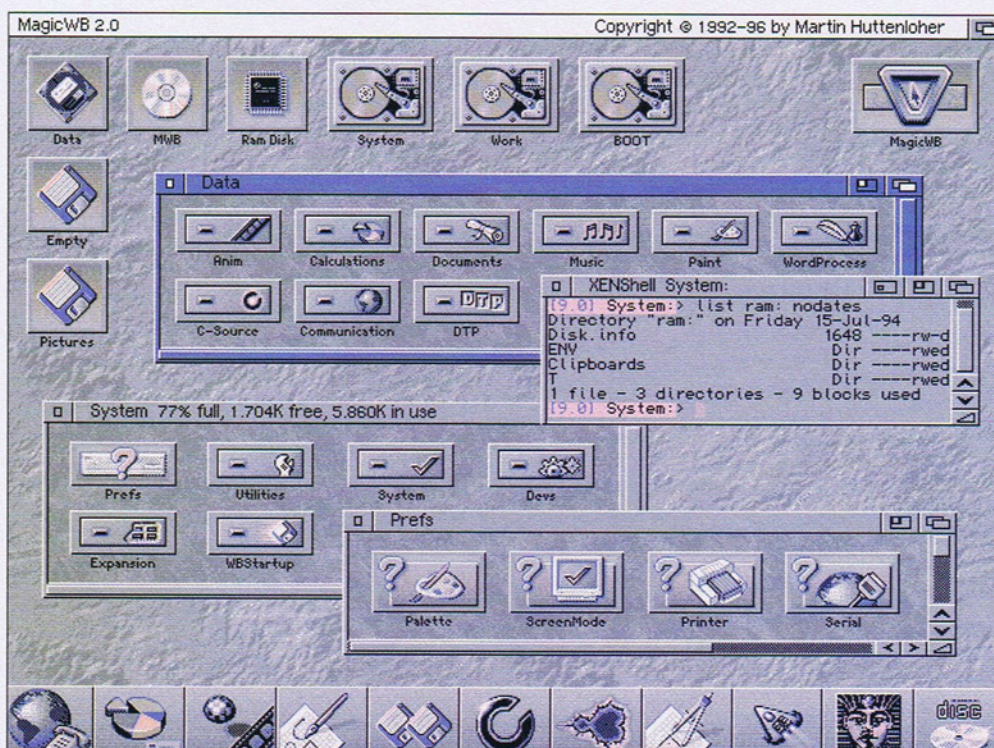 MagicWB 2.0
Copyright © 1992-96 by Martin Huttenloher
Data
MWB
Ram Disk
System
Work
BOOT
MagicWB
Empty
Pictures
Data
Anim
Calculations
Documents
Music
Paint
WordProcess
C-Source
Communication
DTP
DTP
XENShell System:
[9.0] System:> list ram: nodates
Directory "ram:" on Friday 15-Jul-94
Disk.info 1648 ----rw-d
ENV Dir ----rwed
Clipboards Dir ----rwed
T Dir ----rwed
1 file - 3 directories - 9 blocks used
[9.0] System:>
System 77% full, 1.704K free, 5.860K in use
Prefs
Utilities
System
Devs
Expansion
WBStartup
Prefs
Palette
ScreenMode
Printer
Serial
disc